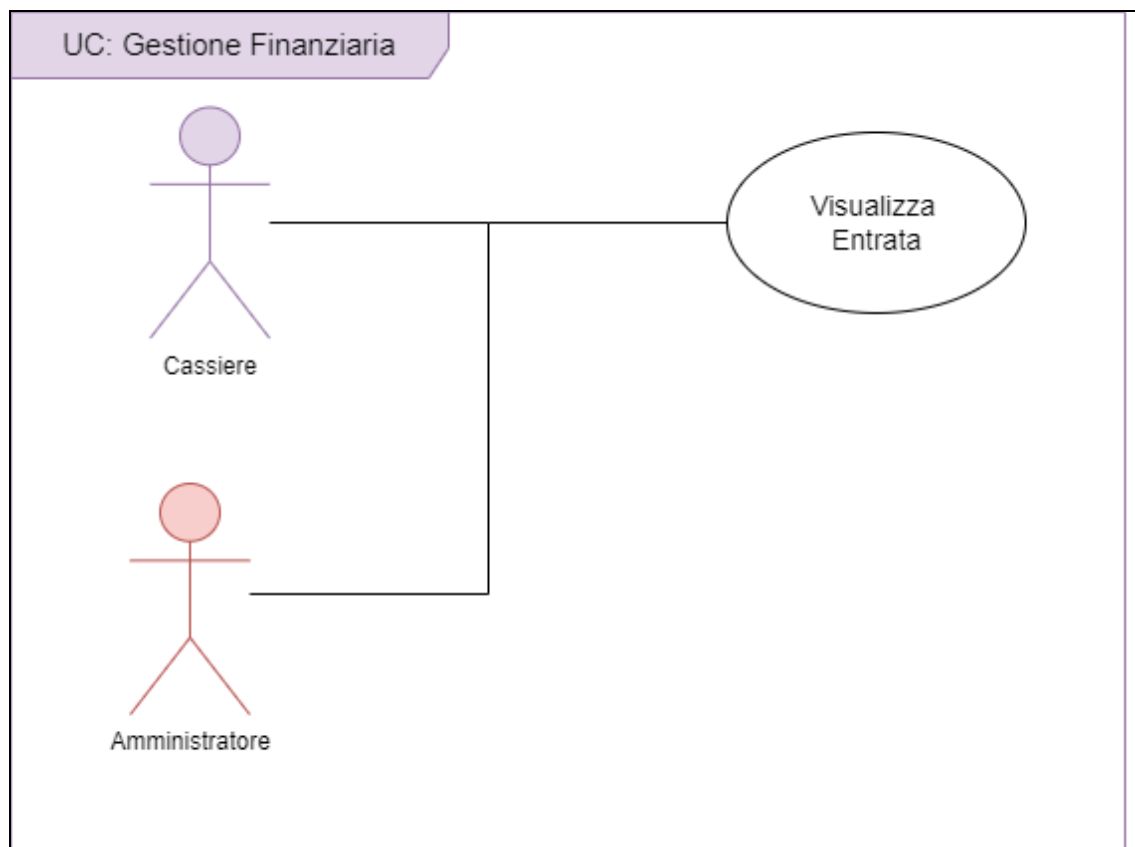 UC: Gestione Finanziaria
Visualizza
Entrata
Cassiere
Amministratore